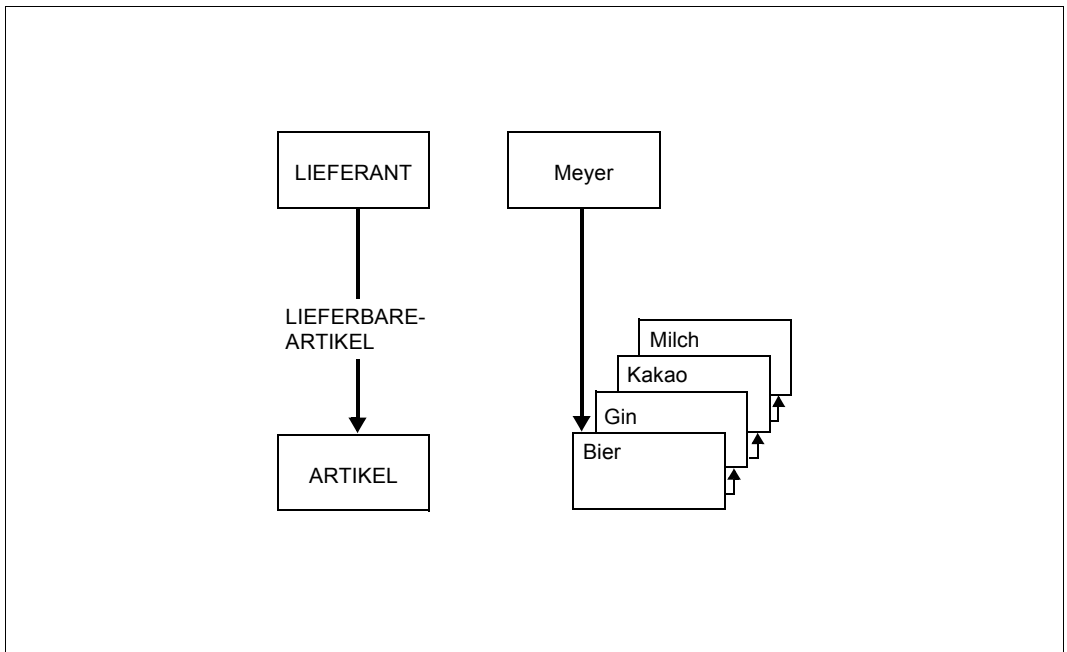 LIEFERANT
Meyer
LIEFERBARE-
ARTIKEL
Milch
Kakao
Gin
Bier
ARTIKEL